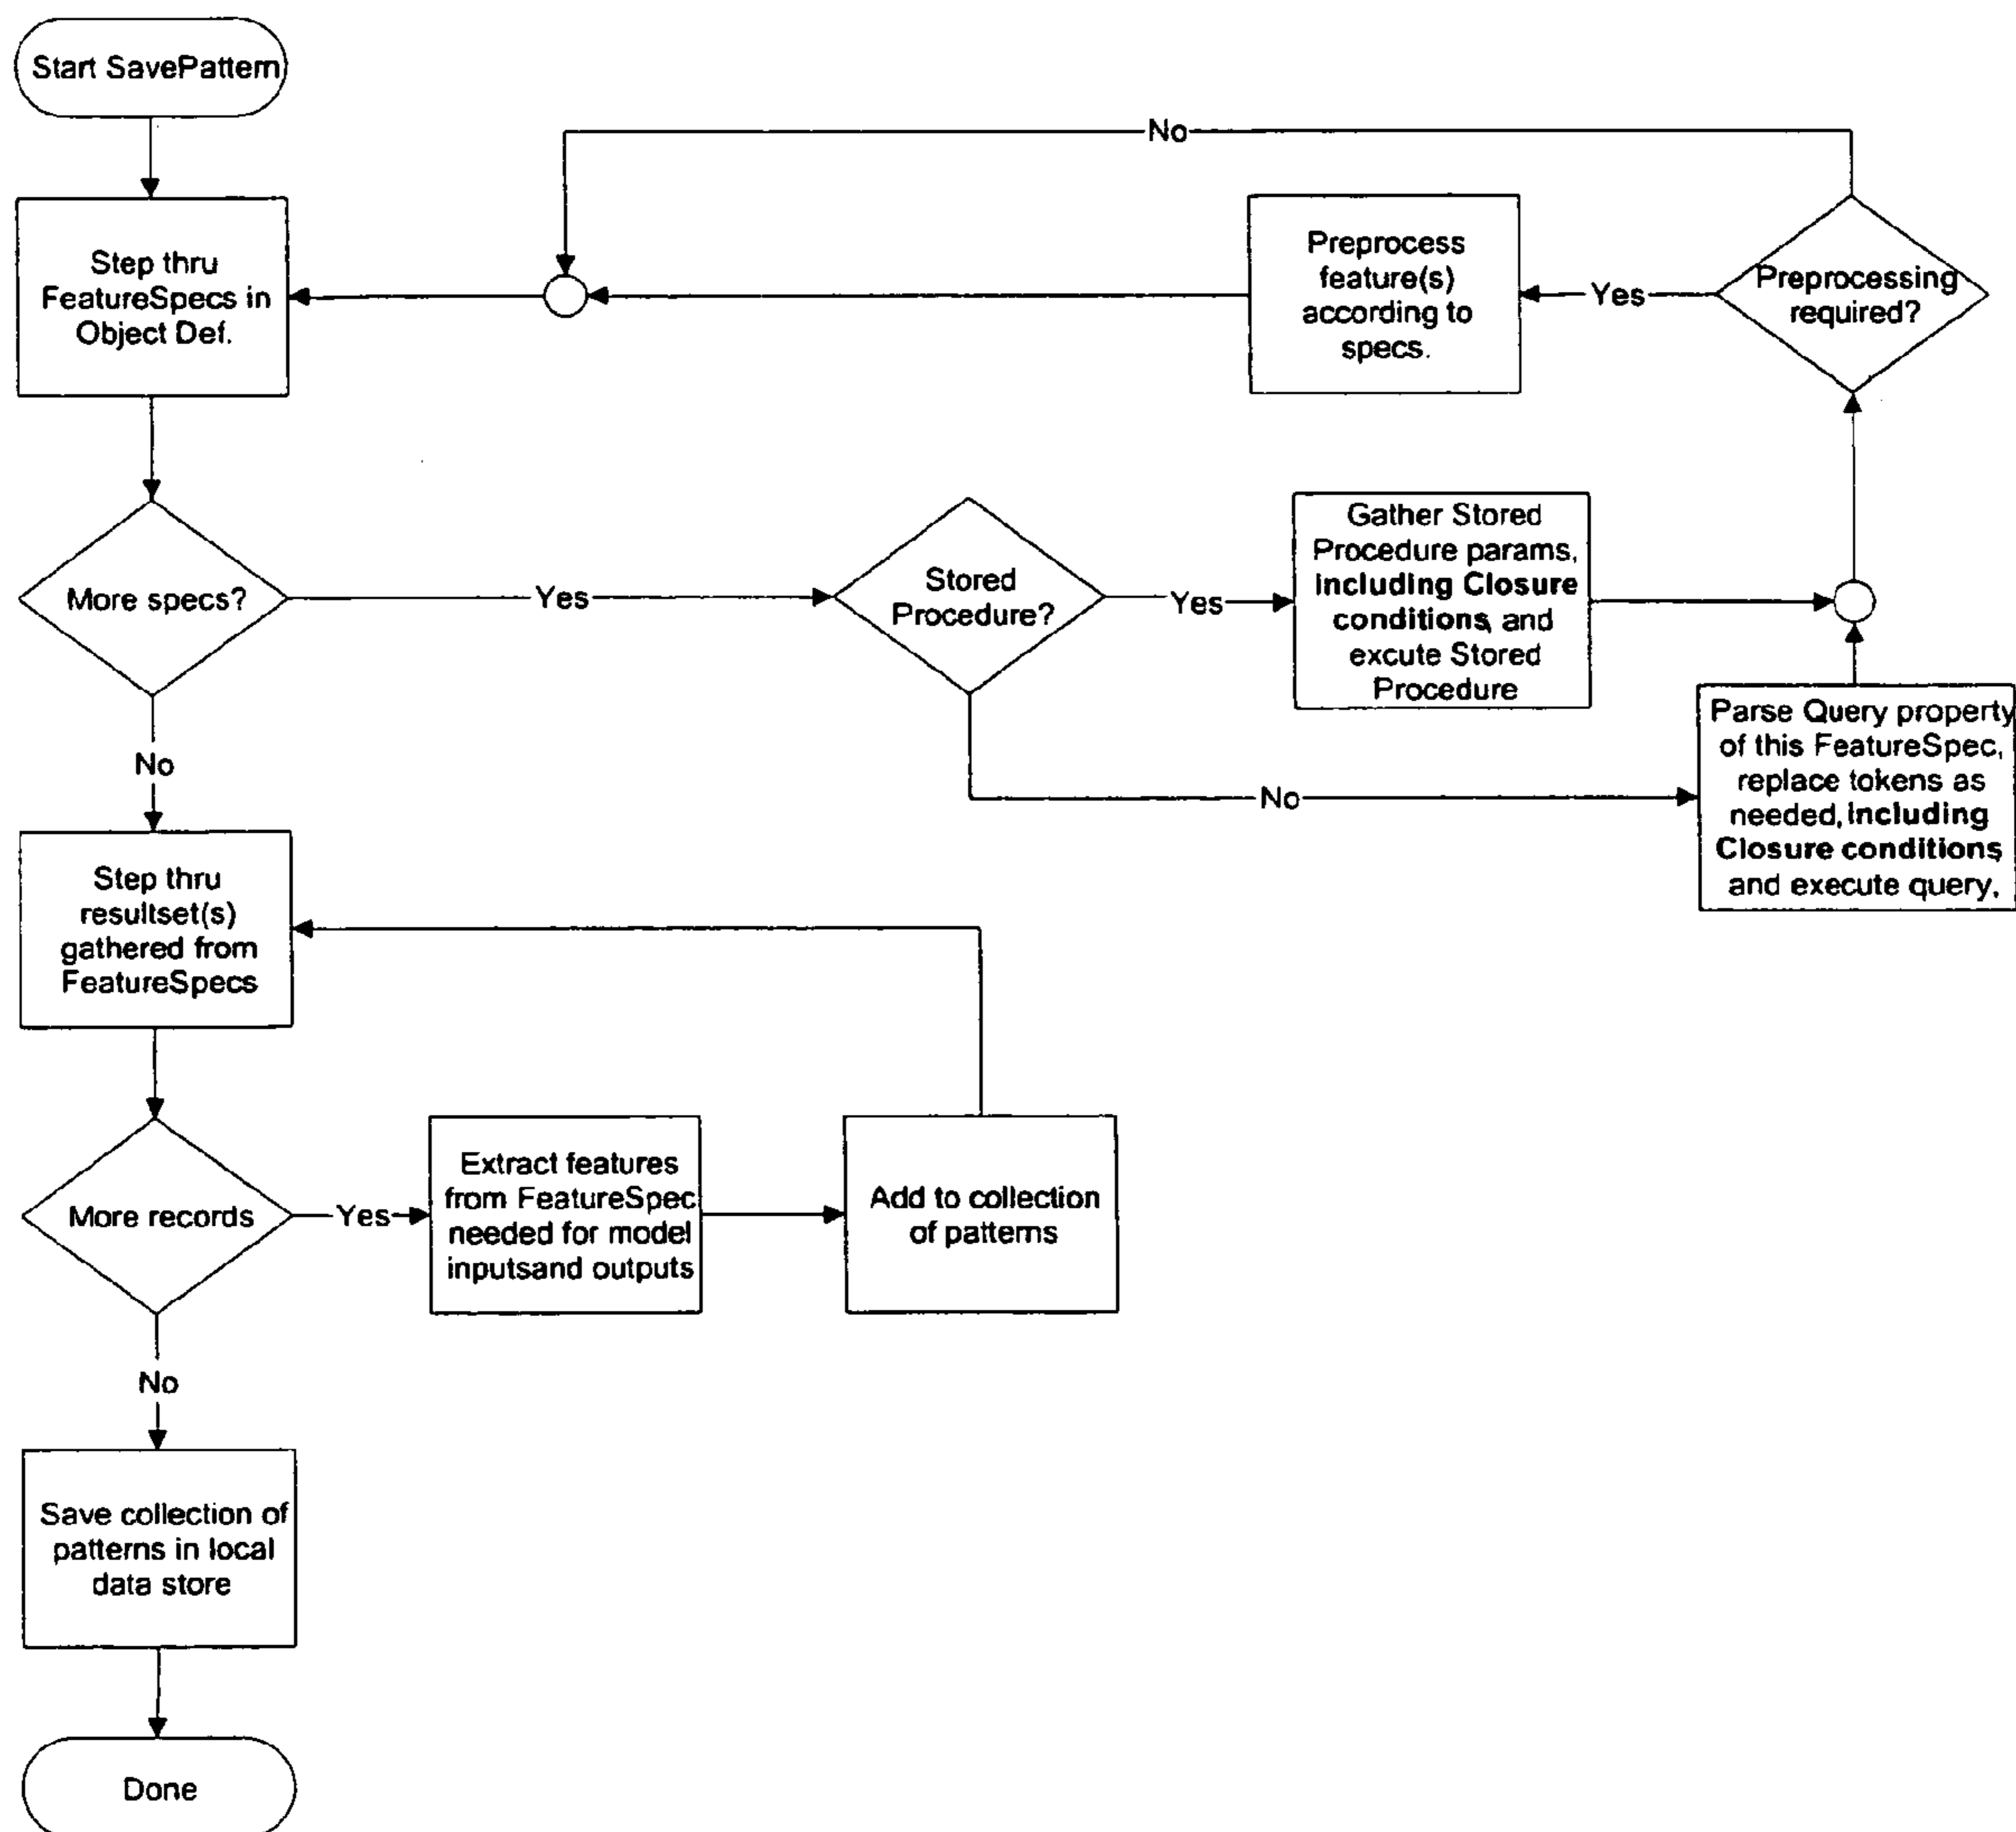 Start SavePattern
No
Step thru
FeatureSpecs in
Object Def.
Preprocess
feature(s)
according to
specs.
Yes
Preprocessing
required?
More specs?
Yes
Stored
Procedure?
Yes
Gather Stored
Procedure params,
including Closure
conditions, and
excute Stored
Procedure
No
No
Parse Query property
of this FeatureSpec,
replace tokens as
needed, including
Closure conditions,
and execute query.
Step thru
resultset(s)
gathered from
FeatureSpecs
More records
Yes
Extract features
from FeatureSpec
needed for model
inputsand outputs
Add to collection
of patterns
No
Save collection of
patterns in local
data store
Done